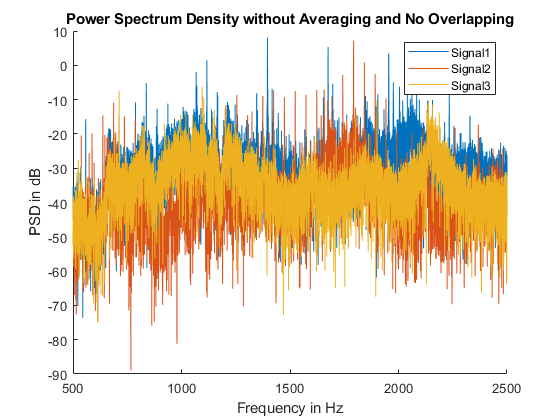 Power Spectrum Density without Averaging and No Overlapping
PSD in dB
10
0
-10
-20
-30
-40
-50
-60
-70
-80
-90
Signal1
Signal2
Signal3
500
1000
1500
2000
2500
Frequency in Hz